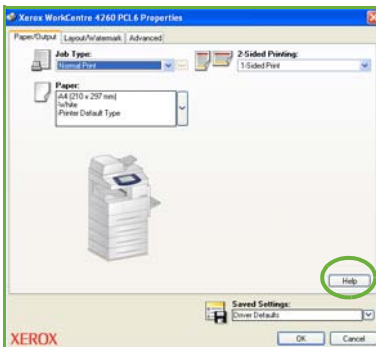 Xerox WorkCentre 4260 PCL6 Properties
Paper/Output Layout/Watermark Advanced
Job Type:
Normal Print
2-Sided Printing:
1-Sided Print
Paper:
-A4 (210 x 297 mm)
-White
-Printer Default Type
Help
Saved Settings:
Driver Defaults
XEROX
OK Cancel